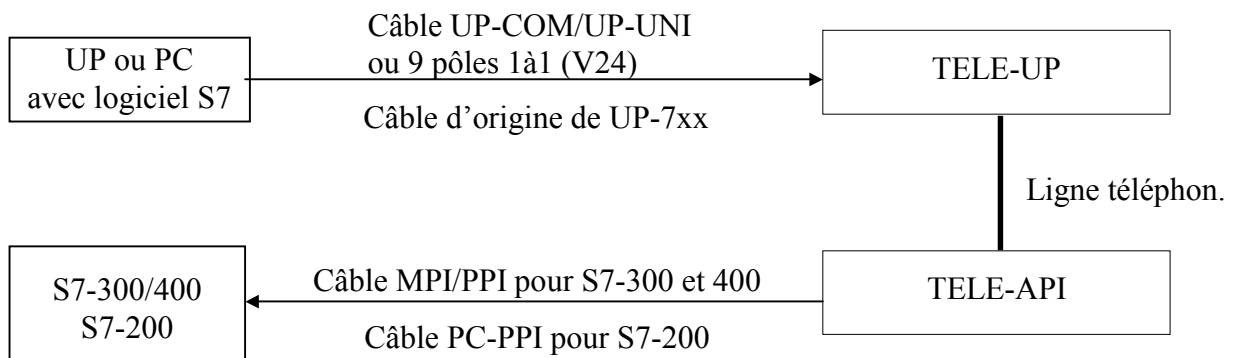 Câble UP-COM/UP-UNI
ou 9 pôles 1à1 (V24)
UP ou PC
avec logiciel S7
TELE-UP
Câble d’origine de UP-7xx
Ligne téléphon.
Câble MPI/PPI pour S7-300 et 400
S7-300/400
S7-200
TELE-API
Câble PC-PPI pour S7-200